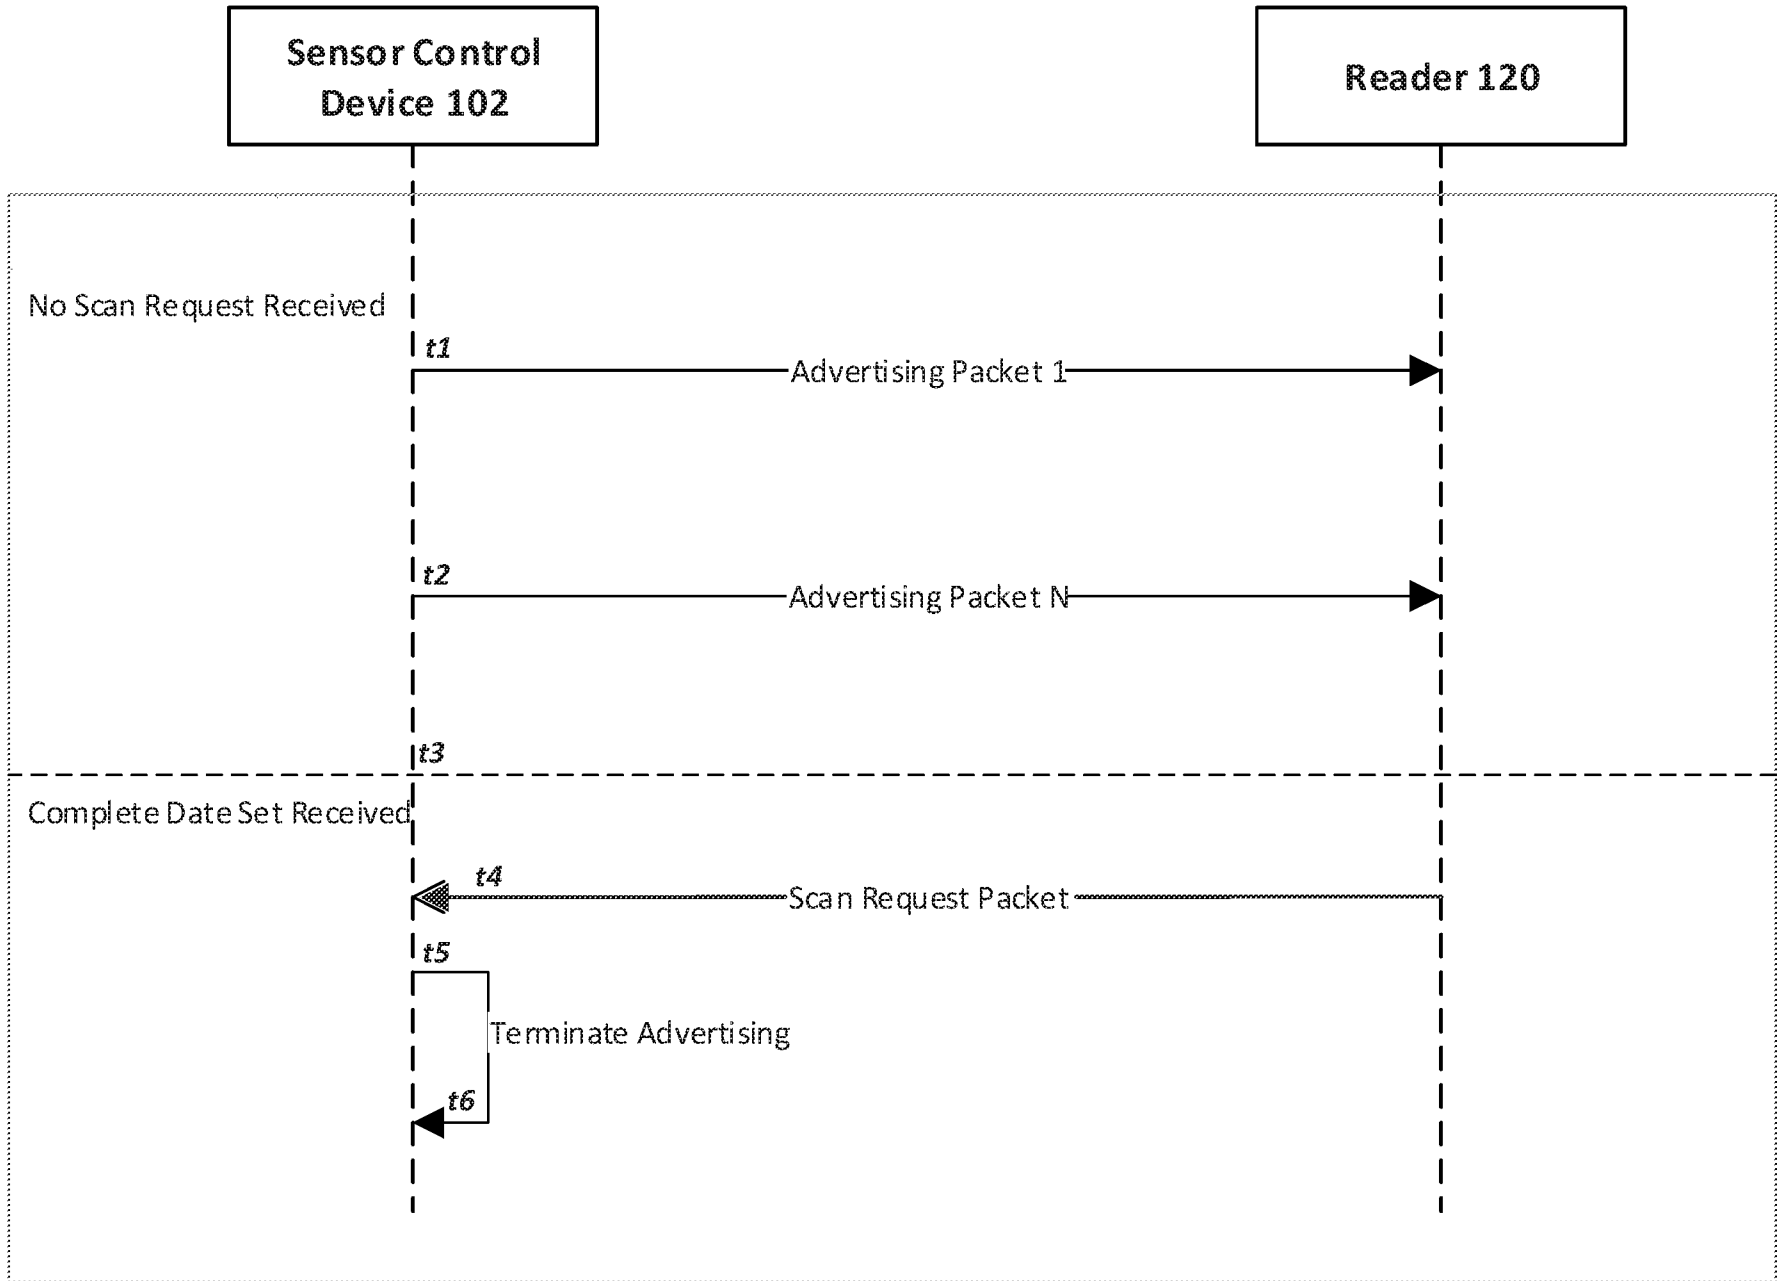 Sensor Control
Device 102
Reader 120
No Scan Request Received
t1
Advertising Packet 1
t2
Advertising Packet N
t3
Complete Date Set Received
t4
Scan Request Packet
t5
Terminate Advertising
t6